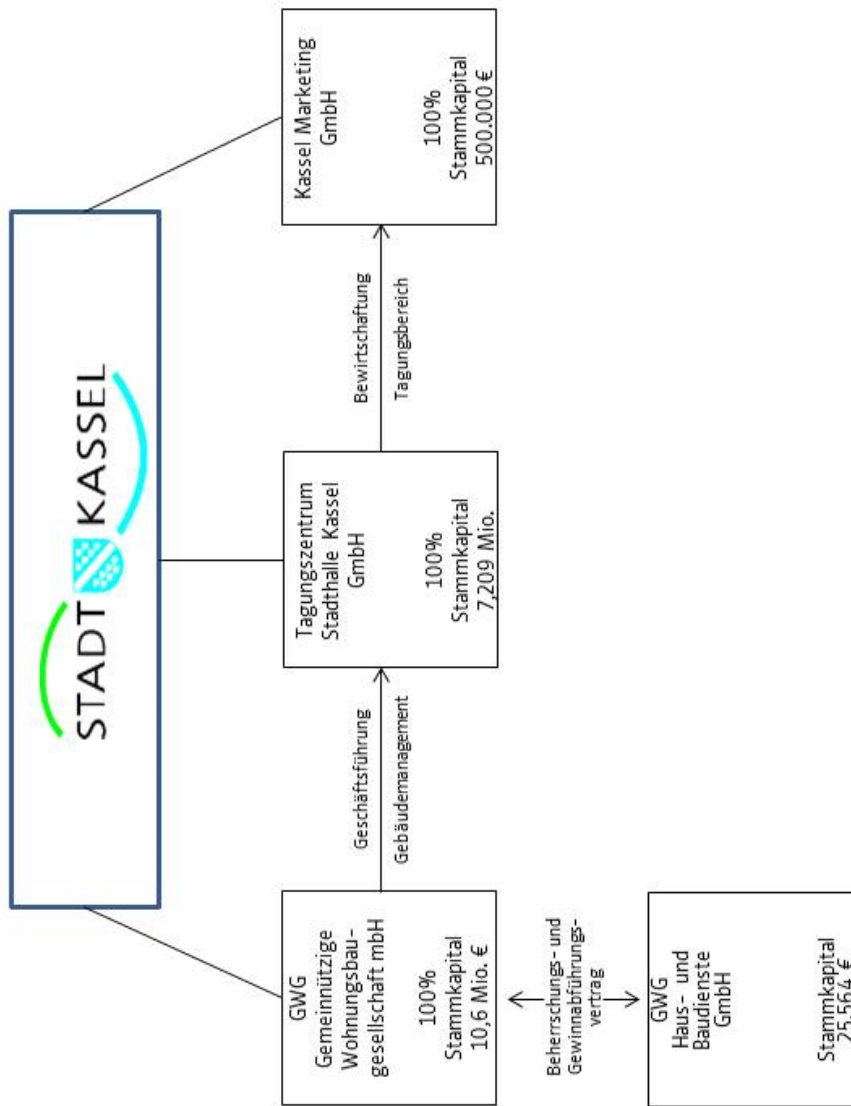 STADT KASSEL
GWG
Gemeinnützige
Wohnungsbau-
gesellschaft mbH
100%
Stammkapital
10,6 Mio. €
Geschäftsführung
Gebäudemanagement
Tagungszentrum
Stadthalle Kassel
GmbH
100%
Stammkapital
7,209 Mio.
Bewirtschaftung
Tagungsbereich
Kassel Marketing
GmbH
100%
Stammkapital
500.000 €
Beherrschungs- und
Gewinnabführungs-
vertrag
GWG
Haus- und
Baudienste
GmbH
Stammkapital
25.564 €